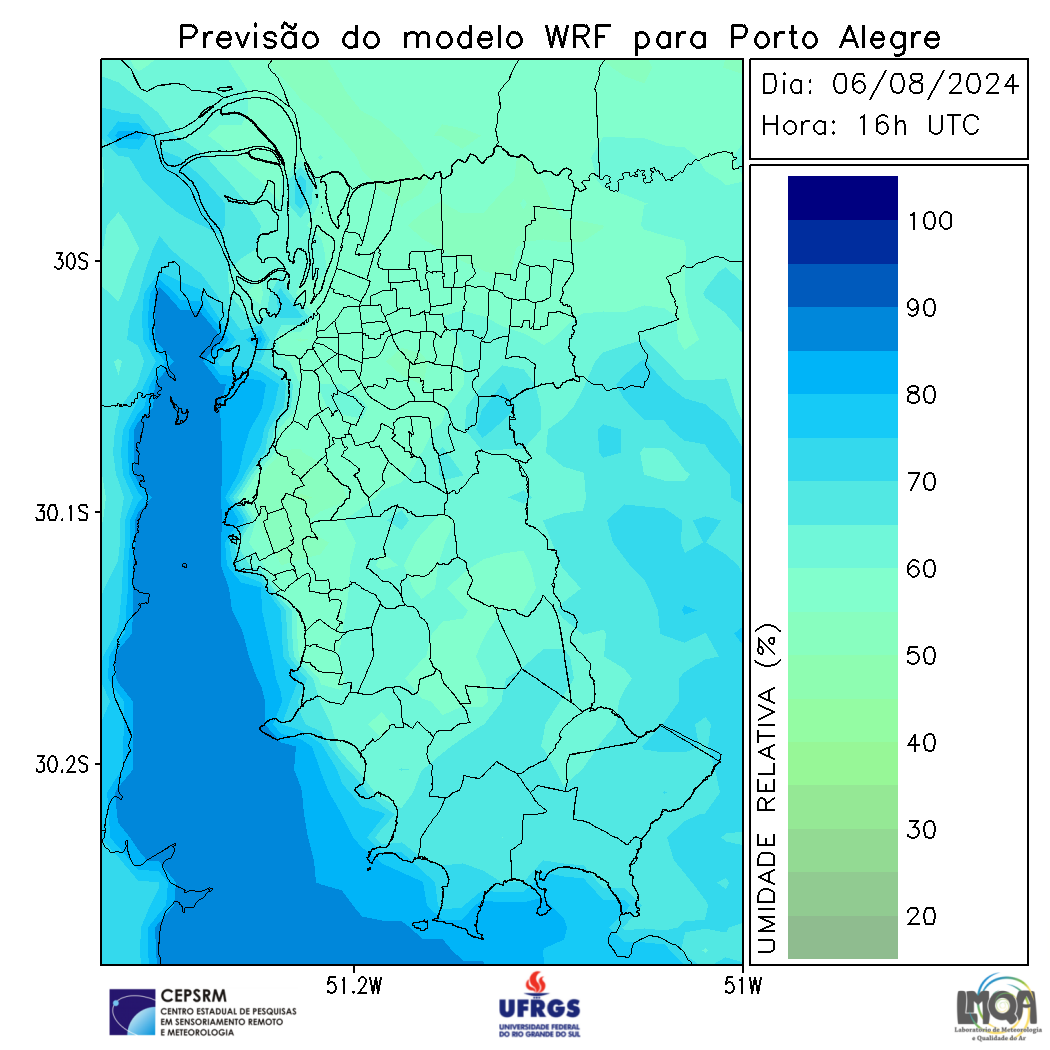 Previsão do modelo WRF para Porto Alegre
Dia: 06/08/2024
Hora: 16h UTC
30S
30.1S
30.2S
51.2W
51W
UMIDADE RELATIVA (%)
100
90
80
70
60
50
40
30
20
CEPSRM
CENTRO ESTADUAL DE PESQUISAS
EM SENSORIAMENTO REMOTO
E METEOROLOGIA
UFRGS
UNIVERSIDADE FEDERAL
DO RIO GRANDE DO SUL
LMQA
Laboratório de Meteorologia
e Qualidade do Ar